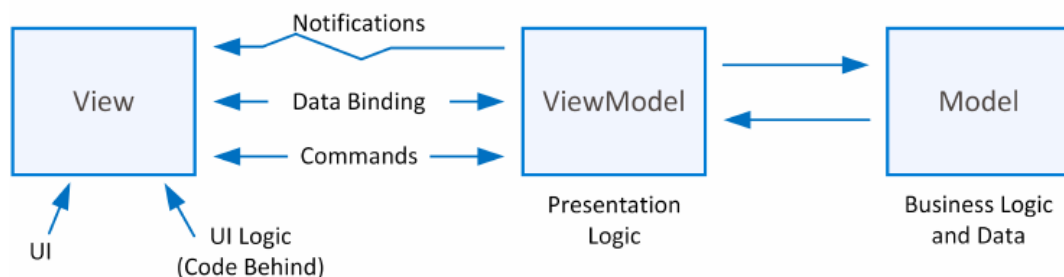 Notifications
View
Data Binding
ViewModel
Model
Commands
UI
UI Logic
(Code Behind)
Presentation
Logic
Business Logic
and Data